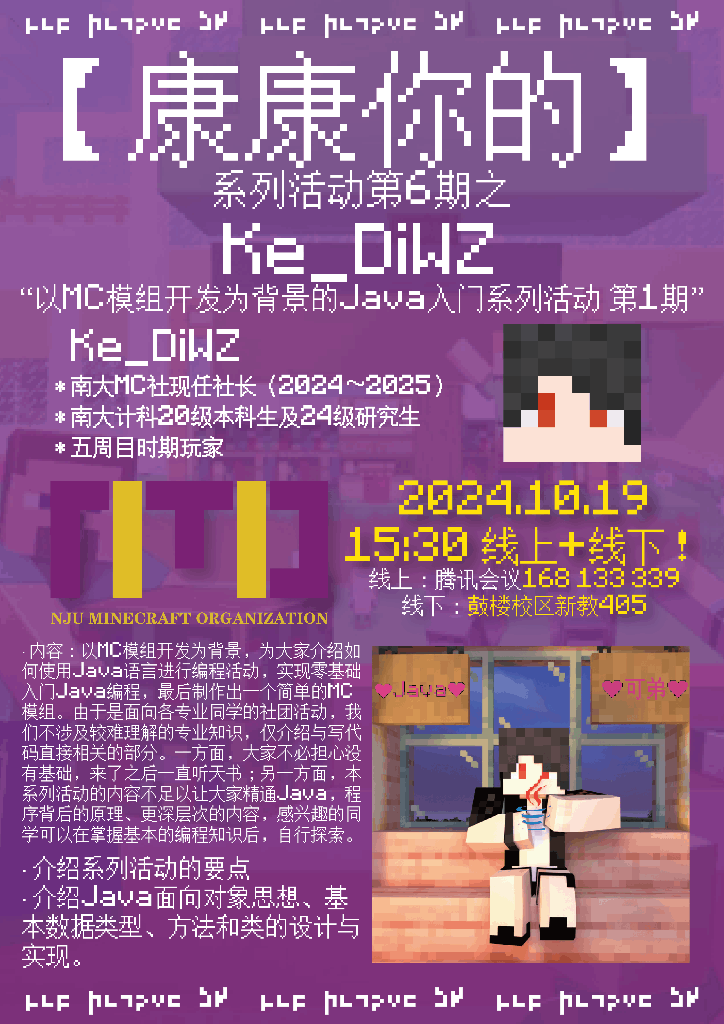 【康康你的】
系列活动第6期之
Ke_DiWZ
“以MC模组开发为背景的Java入门系列活动 第1期”
Ke_DiWZ
*南大MC社现任社长（2024～2025）
*南大计科20级本科生及24级研究生
*五周目时期玩家
2024.10.19
15:30 线上+线下！
线上：腾讯会议168 133 339
线下：鼓楼校区新教405
NJU MINECRAFT ORGANIZATION
·内容：以MC模组开发为背景，为大家介绍如
何使用Java语言进行编程活动，实现零基础
入门Java编程，最后制作出一个简单的MC
模组。由于是面向各专业同学的社团活动，我
们不涉及较难理解的专业知识，仅介绍与写代
码直接相关的部分。一方面，大家不必担心没
有基础，来了之后一直听天书；另一方面，本
系列活动的内容不足以让大家精通Java，程
序背后的原理、更深层次的内容，感兴趣的同
学可以在掌握基本的编程知识后，自行探索。
·介绍系列活动的要点
·介绍Java面向对象思想、基
本数据类型、方法和类的设计与
实现。
♥Java♥
♥可弟♥